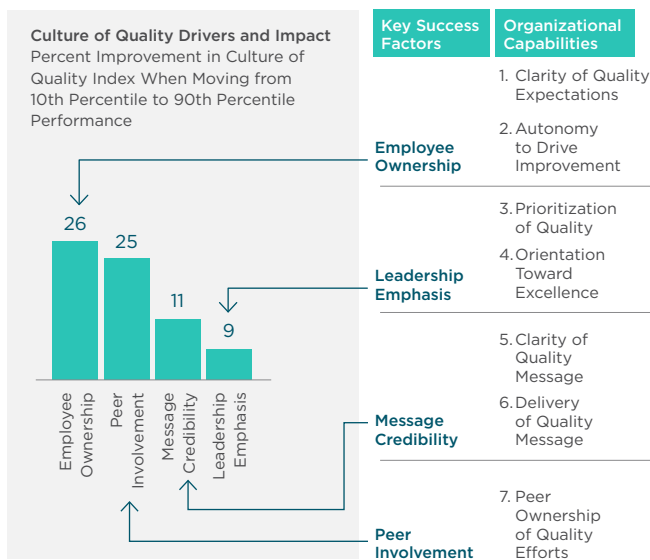 Culture of Quality Drivers and Impact
Percent Improvement in Culture of
Quality Index When Moving from
10th Percentile to 90th Percentile
Performance
26
25
11
9
Employee
Ownership
Peer
Involvement
Message
Credibility
Leadership
Emphasis
Key Success
Factors
Organizational
Capabilities
Employee
Ownership
1. Clarity of Quality
Expectations
2. Autonomy
to Drive
Improvement
Leadership
Emphasis
3. Prioritization
of Quality
4. Orientation
Toward
Excellence
Message
Credibility
5. Clarity of
Quality
Message
6. Delivery
of Quality
Message
Peer
Involvement
7. Peer
Ownership
of Quality
Efforts